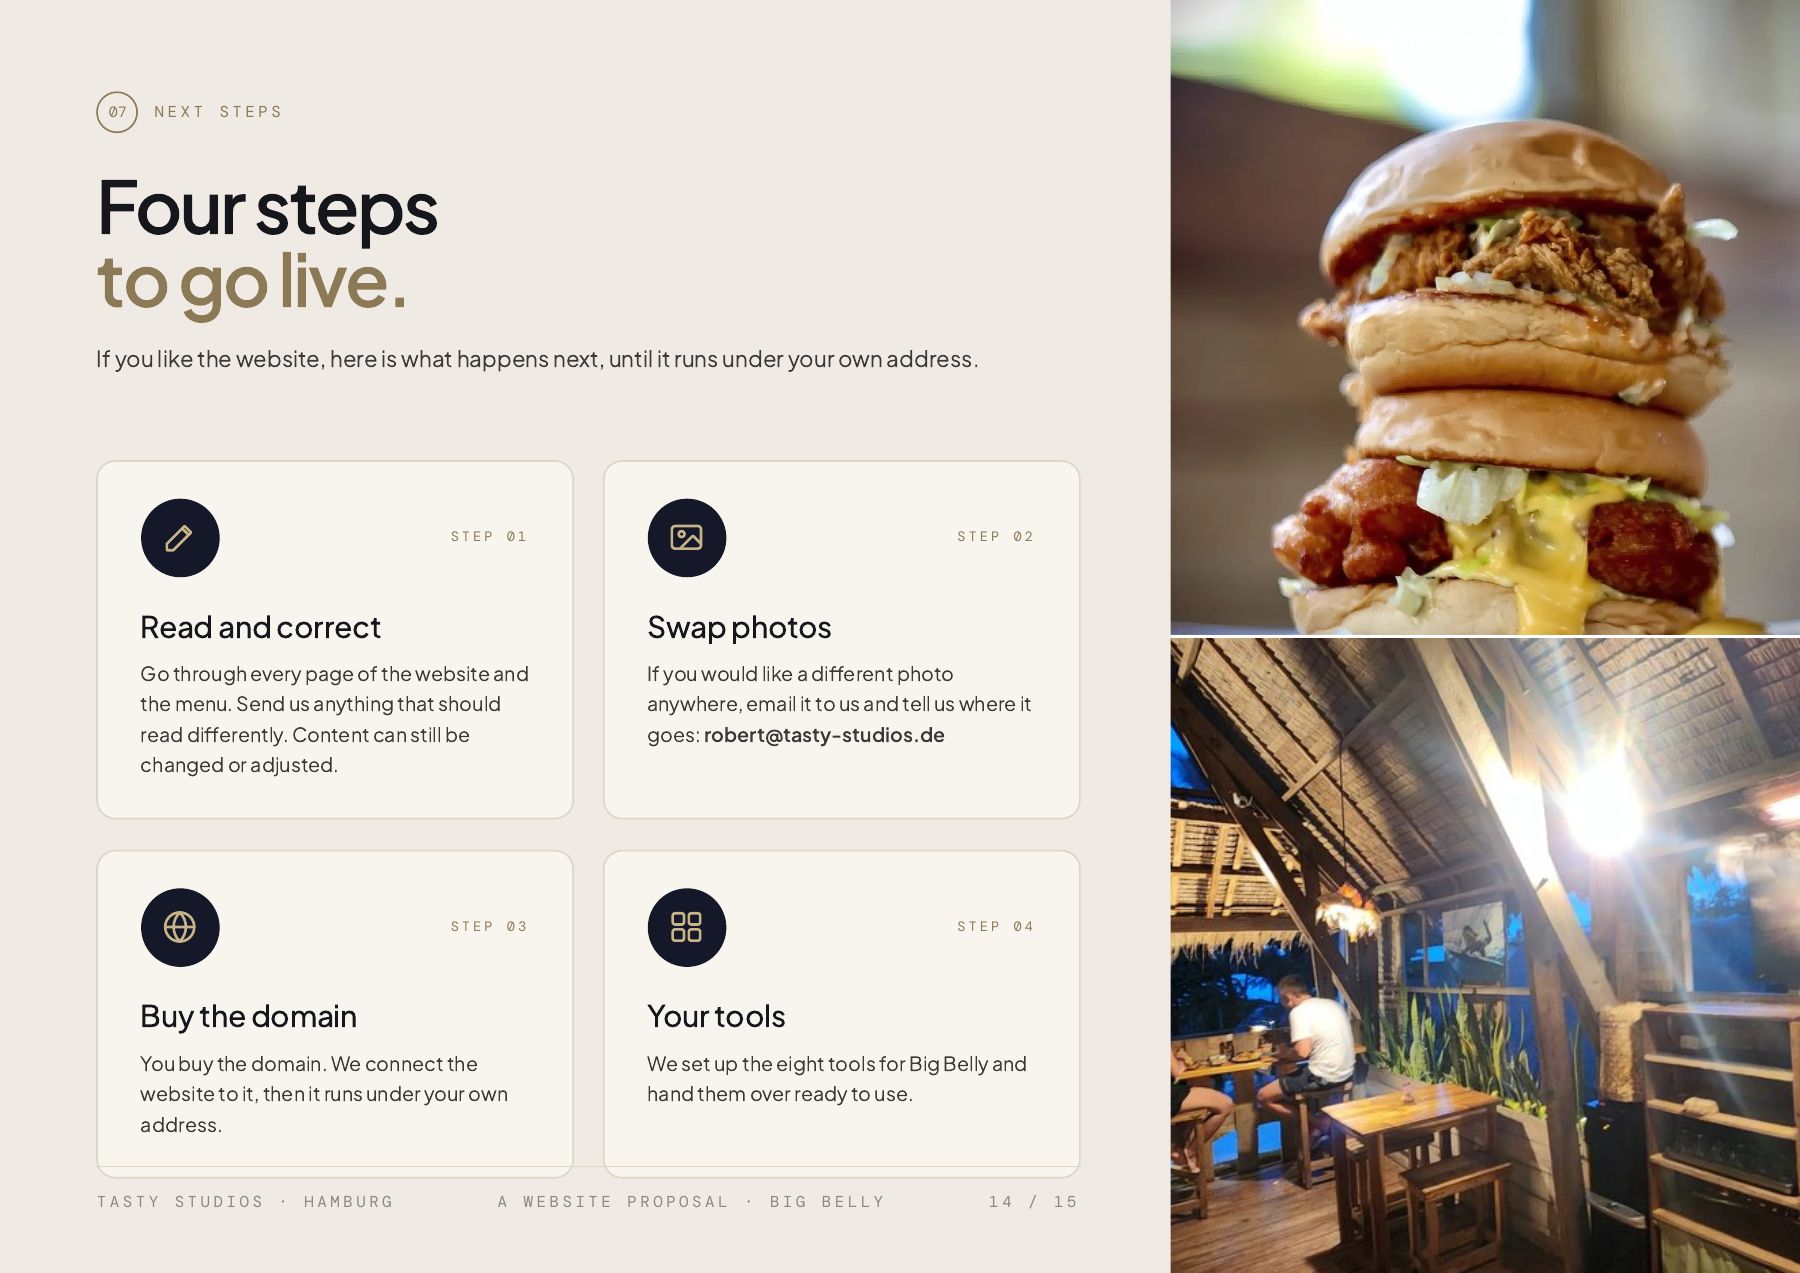 07 NEXT STEPS
Four steps
to go live.
If you like the website, here is what happens next, until it runs under your own address.
STEP 01
Read and correct
Go through every page of the website and
the menu. Send us anything that should
read differently. Content can still be
changed or adjusted.
STEP 02
Swap photos
If you would like a different photo
anywhere, email it to us and tell us where it
goes: robert@tasty-studios.de
STEP 03
Buy the domain
You buy the domain. We connect the
website to it, then it runs under your own
address.
STEP 04
Your tools
We set up the eight tools for Big Belly and
hand them over ready to use.
TASTY STUDIOS · HAMBURG
A WEBSITE PROPOSAL · BIG BELLY
14 / 15